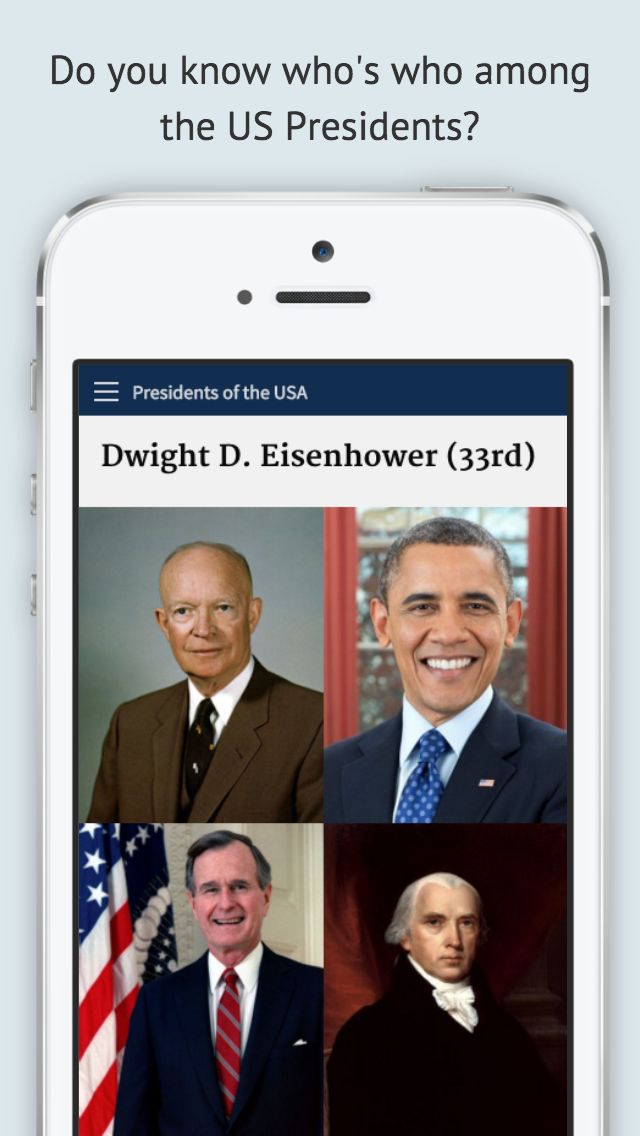 Do you know who's who among
the US Presidents?
Presidents of the USA
Dwight D. Eisenhower (33rd)